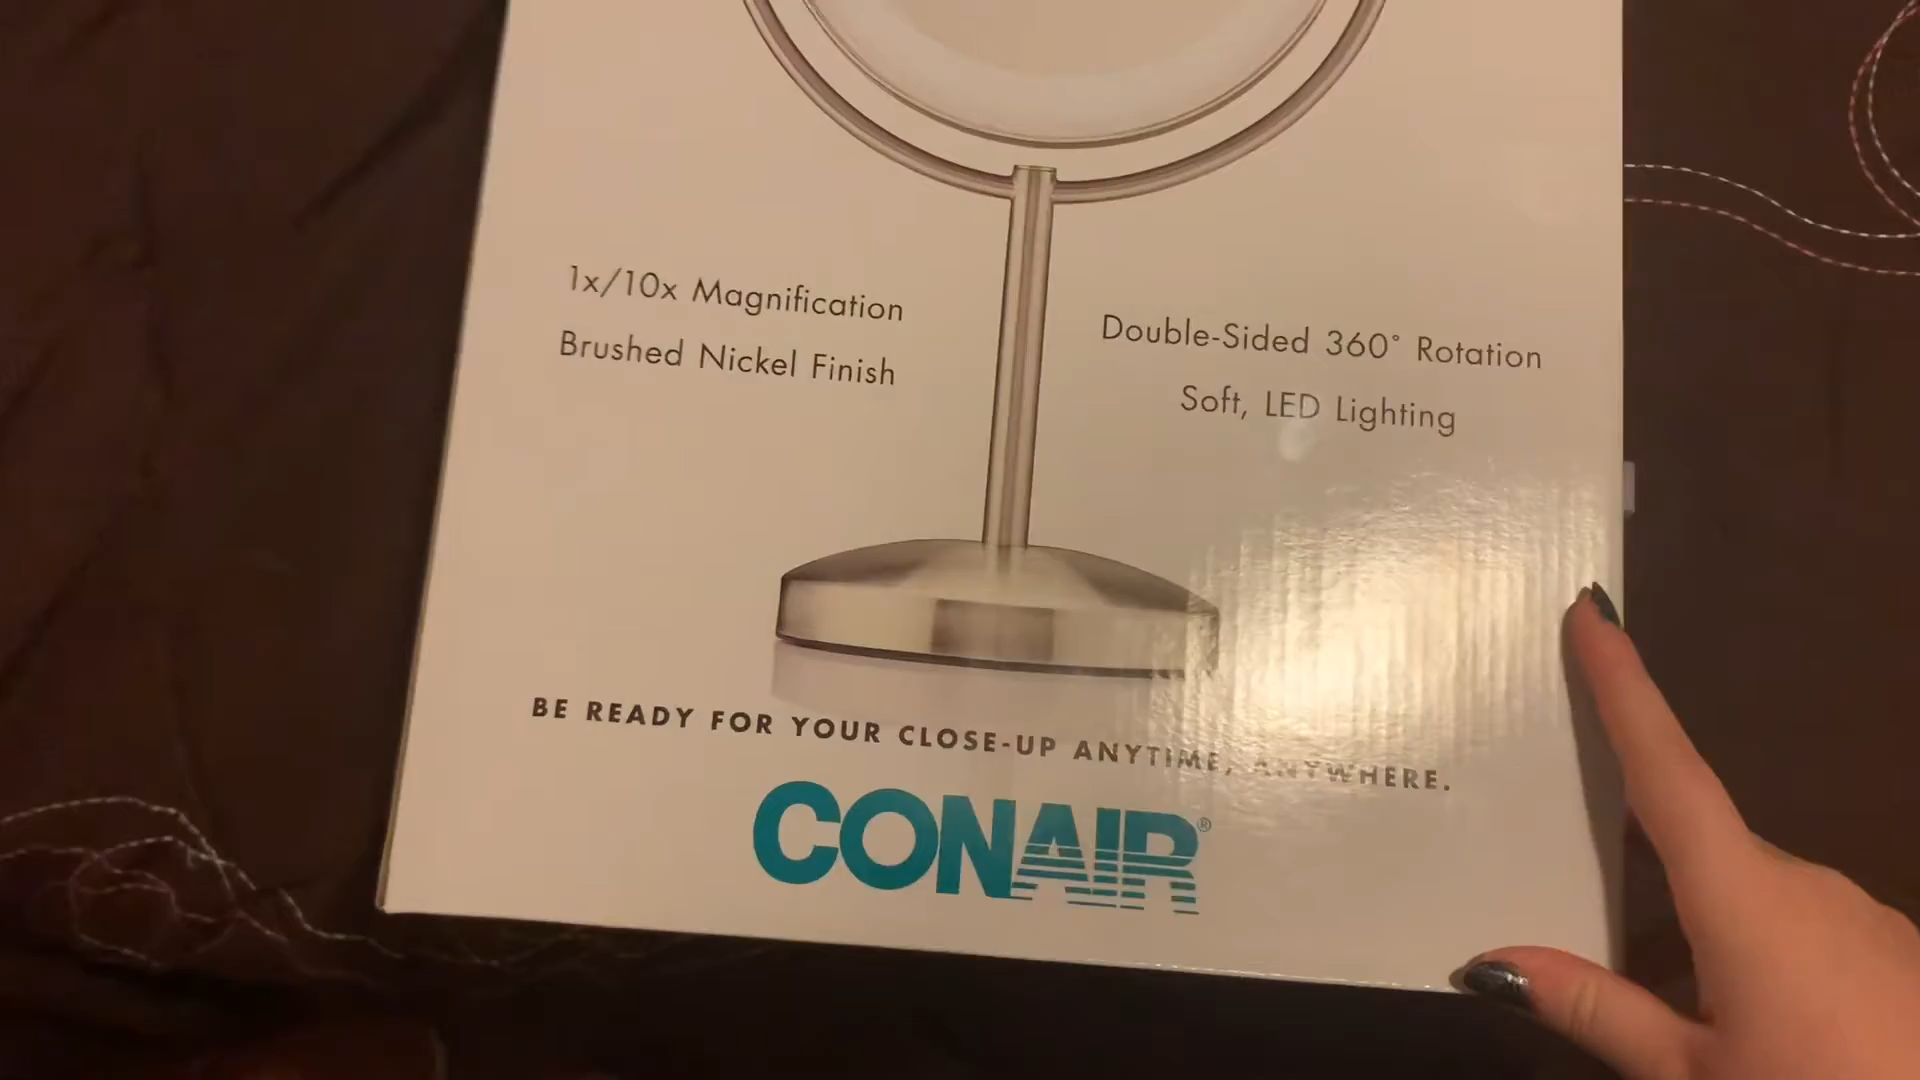 1x/10x Magnification
Brushed Nickel Finish
Double-Sided 360° Rotation
Soft, LED Lighting
BE READY FOR YOUR CLOSE-UP ANYTIME, ANYWHERE.
CONAIR®